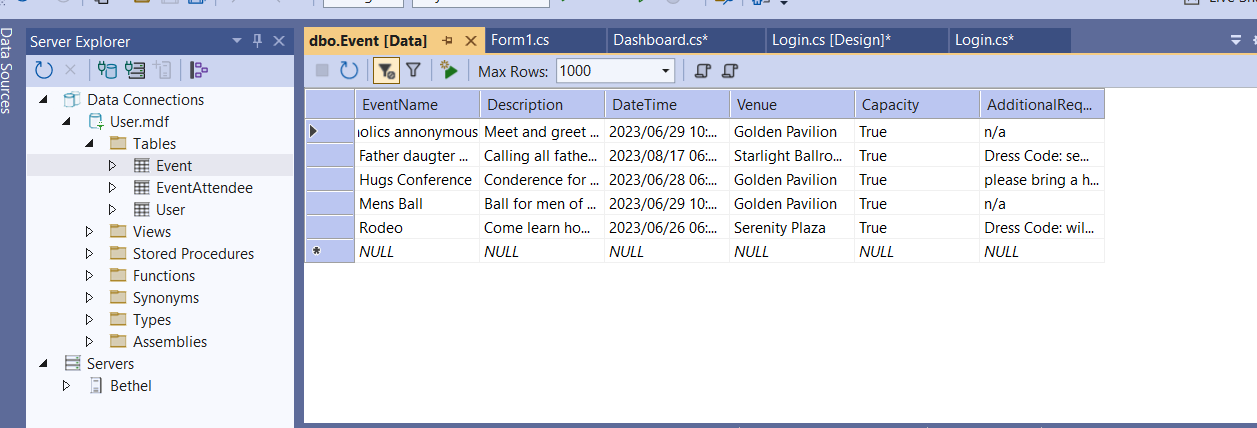 Data Sources
Server Explorer
Data Connections
User.mdf
Tables
Event
EventAttendee
User
Views
Stored Procedures
Functions
Synonyms
Types
Assemblies
Servers
Bethel
dbo.Event [Data] Form1.cs Dashboard.cs* Login.cs [Design]* Login.cs*
Max Rows: 1000
EventName Description DateTime Venue Capacity AdditionalReq...
holics annonymous Meet and greet ... 2023/06/29 10:... Golden Pavilion True n/a
Father daugter ... Calling all fathe... 2023/08/17 06:... Starlight Ballro... True Dress Code: se...
Hugs Conference Conderence for ... 2023/06/28 06:... Golden Pavilion True please bring a h...
Mens Ball Ball for men of ... 2023/06/29 10:... Golden Pavilion True n/a
Rodeo Come learn ho... 2023/06/26 06:... Serenity Plaza True Dress Code: wil...
NULL NULL NULL NULL NULL NULL